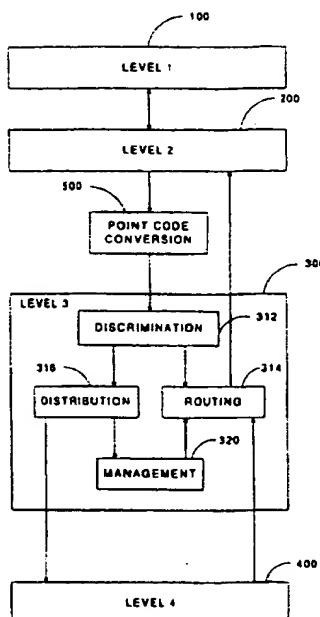 100
LEVEL 1
200
LEVEL 2
500
POINT CODE
CONVERSION
300
LEVEL 3
DISCRIMINATION
312
316
314
DISTRIBUTION
ROUTING
320
MANAGEMENT
400
LEVEL 4